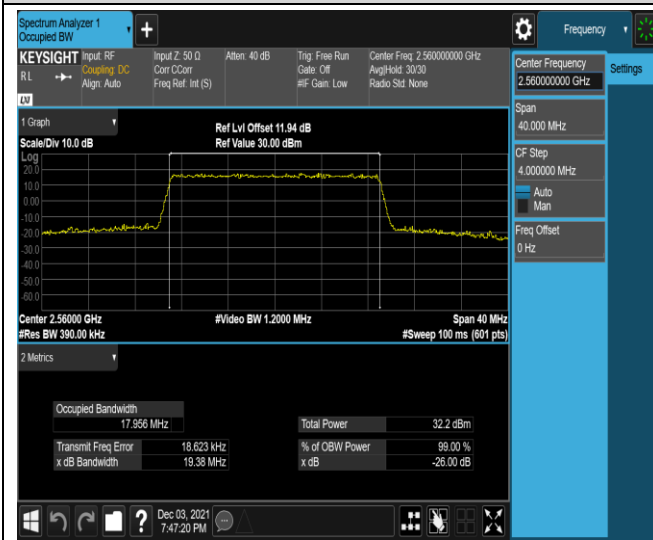 Spectrum Analyzer 1
Occupied BW
+
Frequency
KEYSIGHT
RL
LXI
Input: RF
Coupling: DC
Align: Auto
Input Z: 50 Ω
Corr CCorr
Freq Ref: Int (S)
Atten: 40 dB
Trig: Free Run
Gate: Off
#IF Gain: Low
Center Freq: 2.560000000 GHz
Avg|Hold: 30/30
Radio Std: None
Center Frequency
2.560000000 GHz
Settings
Span
40.000 MHz
CF Step
4.000000 MHz
Auto
Man
Freq Offset
0 Hz
1 Graph
Scale/Div 10.0 dB
Ref Lvl Offset 11.94 dB
Ref Value 30.00 dBm
Log
20.0
10.0
0.00
-10.0
-20.0
-30.0
-40.0
-50.0
-60.0
Center 2.56000 GHz
#Video BW 1.2000 MHz
Span 40 MHz
#Res BW 390.00 kHz
#Sweep 100 ms (601 pts)
2 Metrics
Occupied Bandwidth
17.956 MHz
Total Power 32.2 dBm
Transmit Freq Error 18.623 kHz
% of OBW Power 99.00 %
x dB Bandwidth 19.38 MHz
x dB -26.00 dB
?
Dec 03, 2021
7:47:20 PM